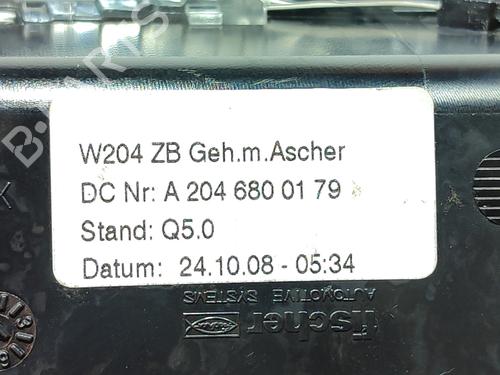 W204 ZB Geh.m.Ascher
DC Nr: A 204 680 01 79
Stand: Q5.0
Datum: 24.10.08 - 05:34
AUTOMOTIVE SYSTEMS
fischer
B-PARTS